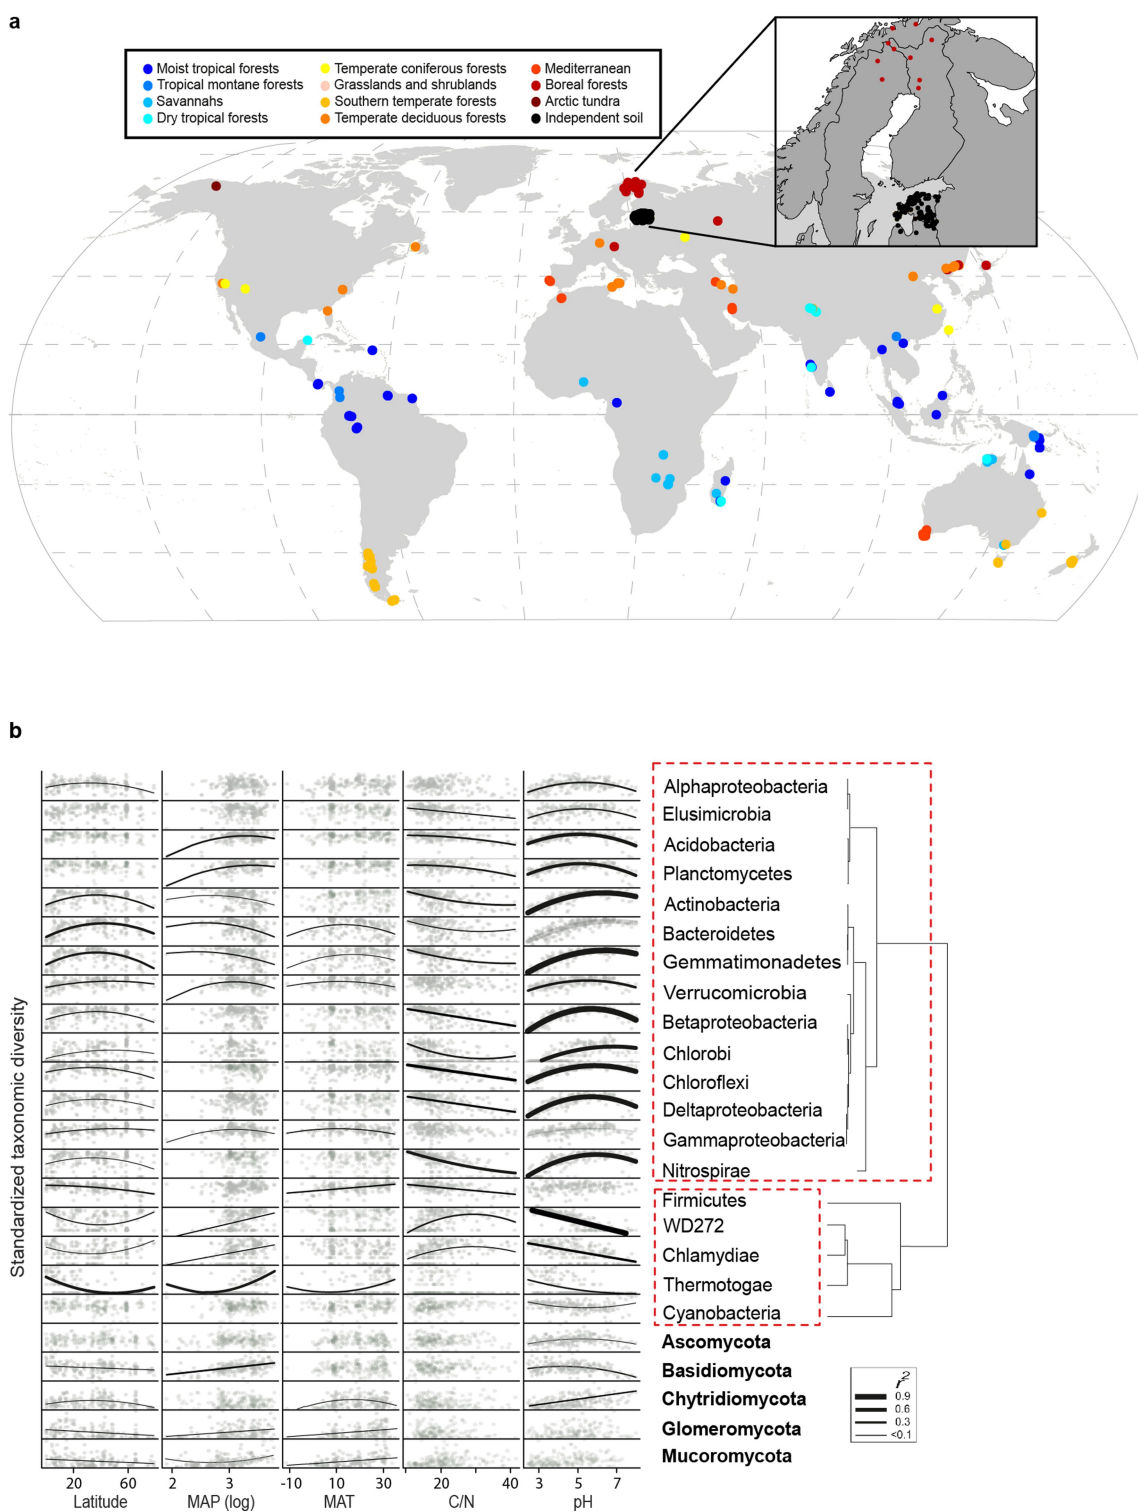 a
Moist tropical forests
Tropical montane forests
Savannahs
Dry tropical forests
Temperate coniferous forests
Grasslands and shrublands
Southern temperate forests
Temperate deciduous forests
Mediterranean
Boreal forests
Arctic tundra
Independent soil
b
Standardized taxonomic diversity
Alphaproteobacteria
Elusimicrobia
Acidobacteria
Planctomycetes
Actinobacteria
Bacteroidetes
Gemmatimonadetes
Verrucomicrobia
Betaproteobacteria
Chlorobi
Chloroflexi
Deltaproteobacteria
Gammaproteobacteria
Nitrospirae
Firmicutes
WD272
Chlamydiae
Thermotogae
Cyanobacteria
Ascomycota
Basidiomycota
Chytridiomycota
Glomeromycota
Mucoromycota
r²
0.9
0.6
0.3
<0.1
20 60
2 3
-10 10 30
20 40
3 5 7
Latitude
MAP (log)
MAT
C/N
pH